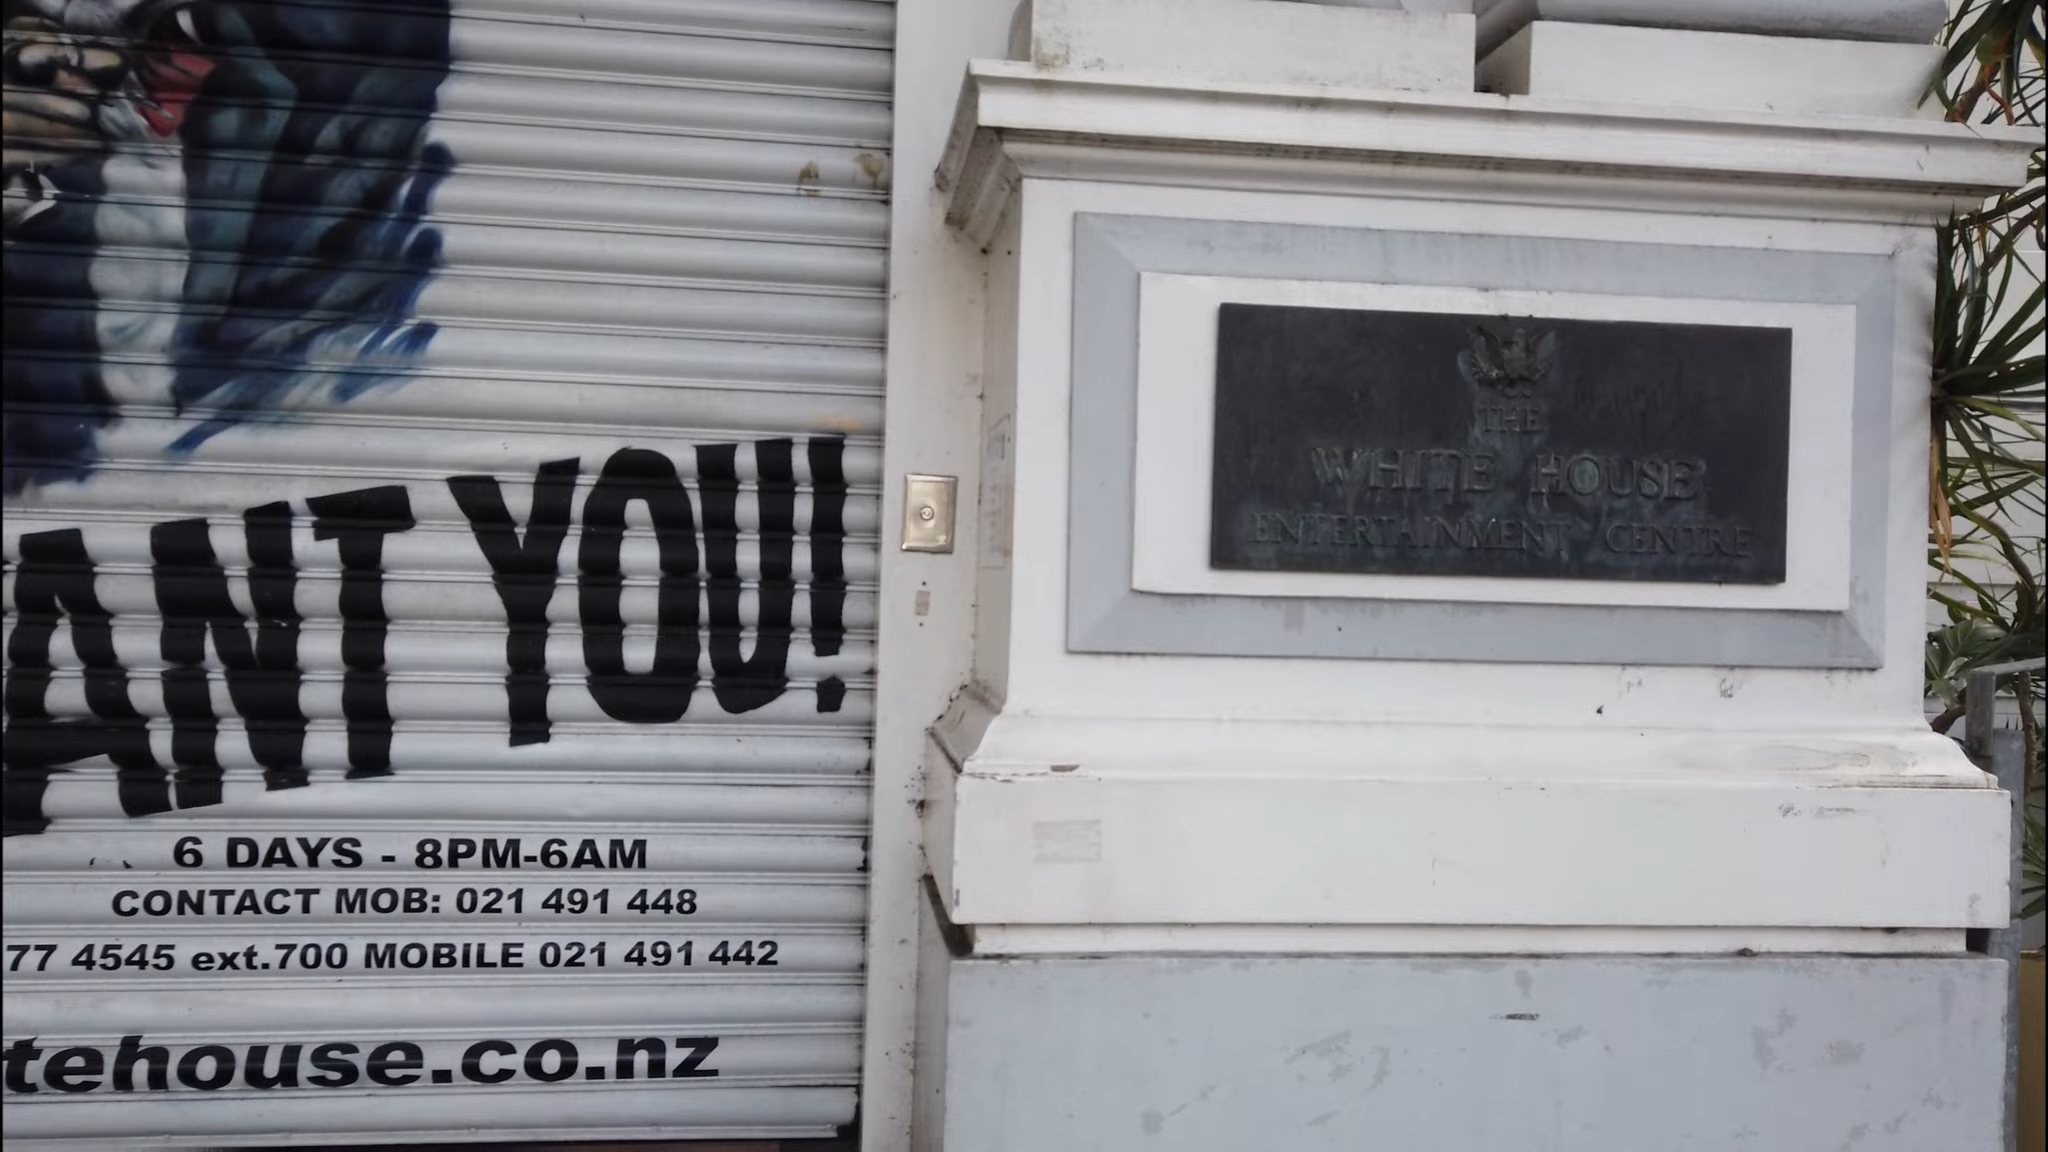 ANT YOU!
6 DAYS - 8PM-6AM
CONTACT MOB: 021 491 448
77 4545 ext.700 MOBILE 021 491 442
tehouse.co.nz
THE
WHITE HOUSE
ENTERTAINMENT CENTRE